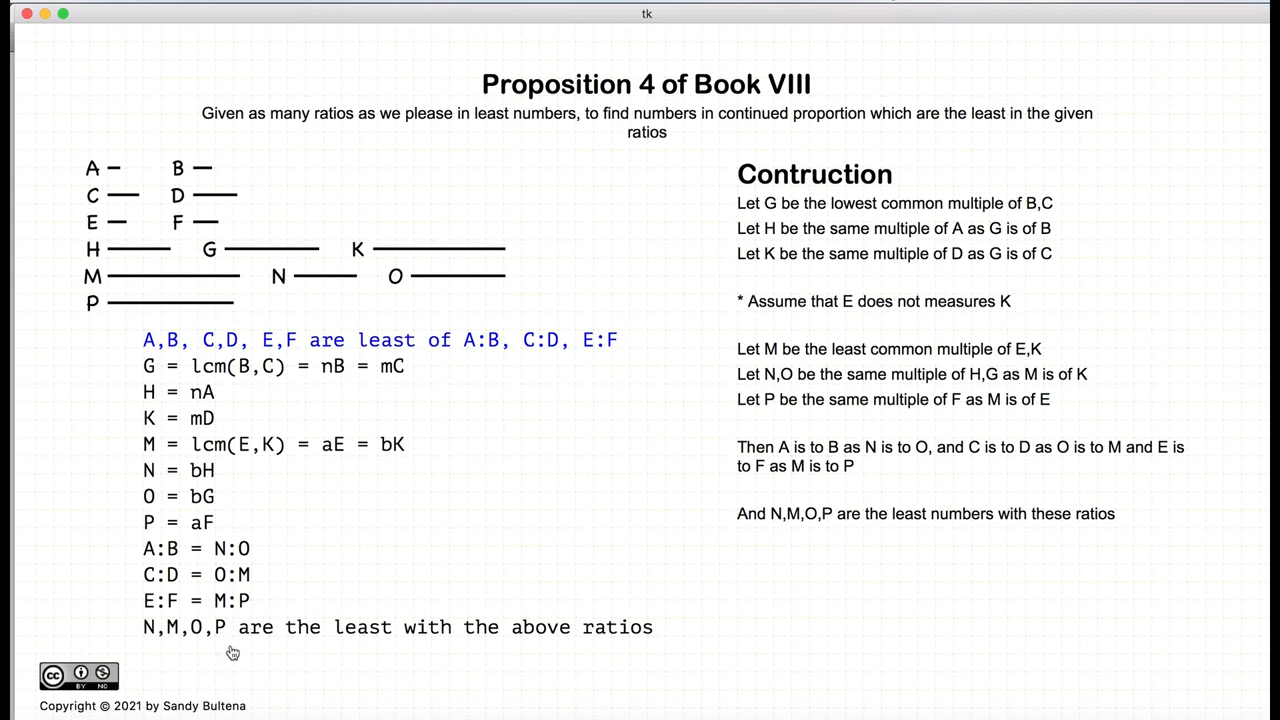 tk
Proposition 4 of Book VIII
Given as many ratios as we please in least numbers, to find numbers in continued proportion which are the least in the given
ratios
A B
C D
E F
H G K
M N O
P
A,B, C,D, E,F are least of A:B, C:D, E:F
G = lcm(B,C) = nB = mC
H = nA
K = mD
M = lcm(E,K) = aE = bK
N = bH
O = bG
P = aF
A:B = N:O
C:D = O:M
E:F = M:P
N,M,O,P are the least with the above ratios
Contruction
Let G be the lowest common multiple of B,C
Let H be the same multiple of A as G is of B
Let K be the same multiple of D as G is of C
* Assume that E does not measures K
Let M be the least common multiple of E,K
Let N,O be the same multiple of H,G as M is of K
Let P be the same multiple of F as M is of E
Then A is to B as N is to O, and C is to D as O is to M and E is
to F as M is to P
And N,M,O,P are the least numbers with these ratios
cc BY NC
Copyright © 2021 by Sandy Bultena